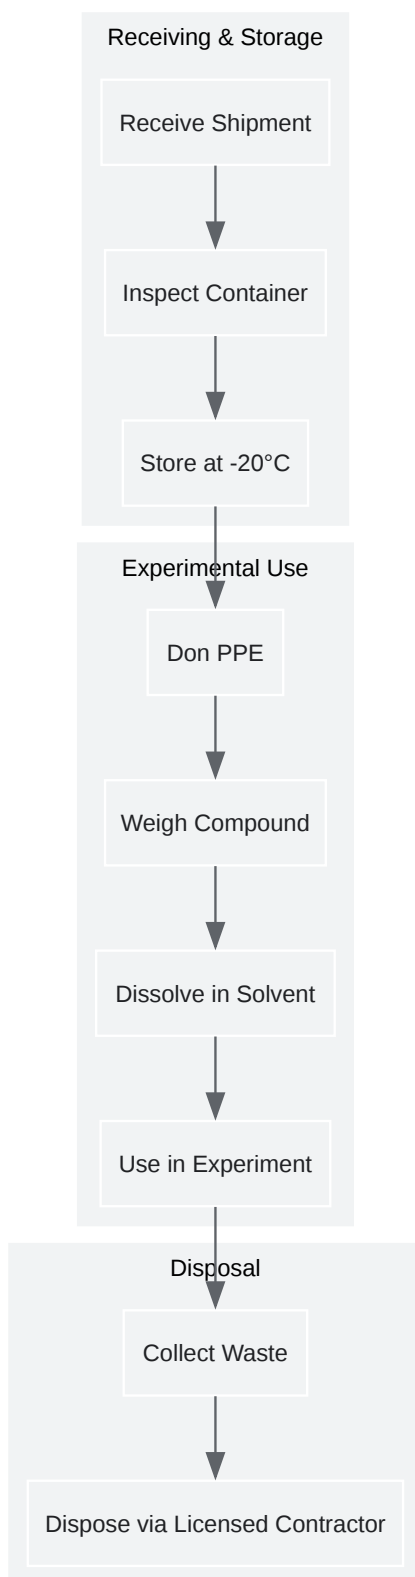 Receiving & Storage
Receive Shipment
Inspect Container
Store at -20°C
Experimental Use
Don PPE
Weigh Compound
Dissolve in Solvent
Use in Experiment
Disposal
Collect Waste
Dispose via Licensed Contractor